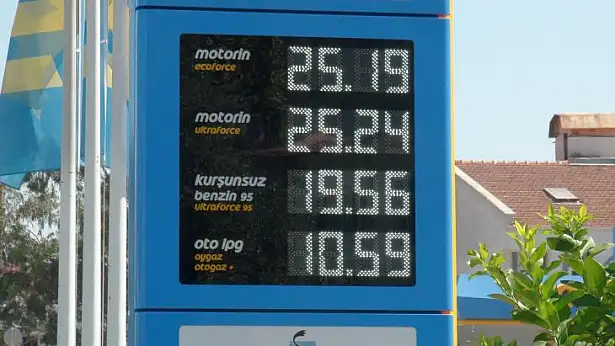 motorin 25.19
ecoforce
motorin 25.24
ultraforce
kurşunsuz 19.56
benzin 95
ultraforce 95
oto lpg 10.59
aygaz
otogaz +